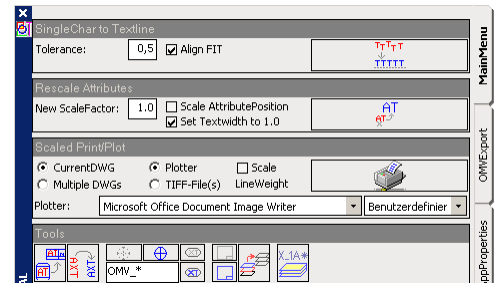 SingleChar to Textline
Tolerance: 0,5 Align FIT
Rescale Attributes
New ScaleFactor: 1.0 Scale AttributePosition
Set Textwidth to 1.0
AT
Scaled Print/Plot
CurrentDWG Plotter Scale
Multiple DWGs TIFF-File(s) LineWeight
Plotter: Microsoft Office Document Image Writer Benutzerdefinier
Tools
OMV_*
X_1A*
AXT
AXT
MainMenu
OMVExport
AppProperties